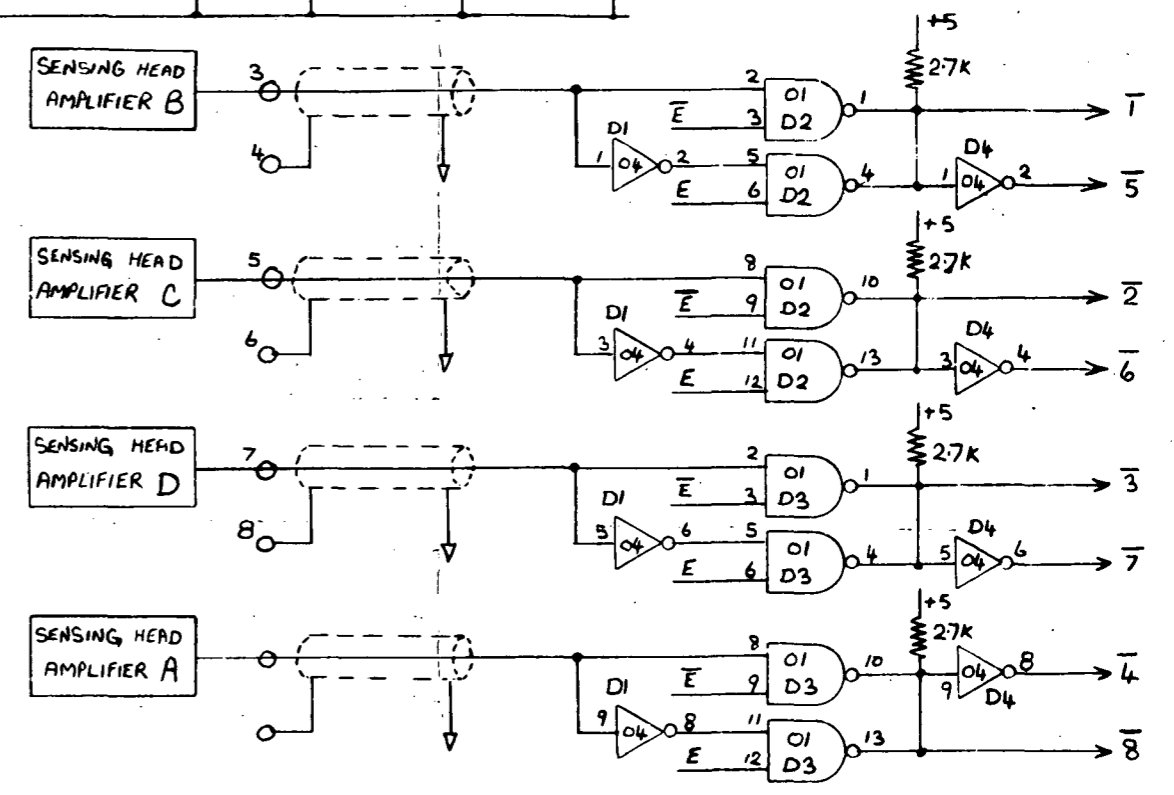 +5
2.7K
SENSING HEAD
AMPLIFIER B
3
4
2
E̅
3
01
D2
1
1̅
D1
1
04
2
5
E
6
01
D2
4
D4
1
04
2
5̅
+5
2.7K
SENSING HEAD
AMPLIFIER C
5
6
8
E̅
9
01
D2
10
2̅
D1
3
04
4
11
E
12
01
D2
13
D4
3
04
4
6̅
+5
2.7K
SENSING HEAD
AMPLIFIER D
7
8
2
E̅
3
01
D3
1
3̅
D1
5
04
6
5
E
6
01
D3
4
D4
5
04
6
7̅
+5
2.7K
SENSING HEAD
AMPLIFIER A
8
E̅
9
01
D3
10
9
04
D4
8
4̅
D1
9
04
8
11
E
12
01
D3
13
8̅